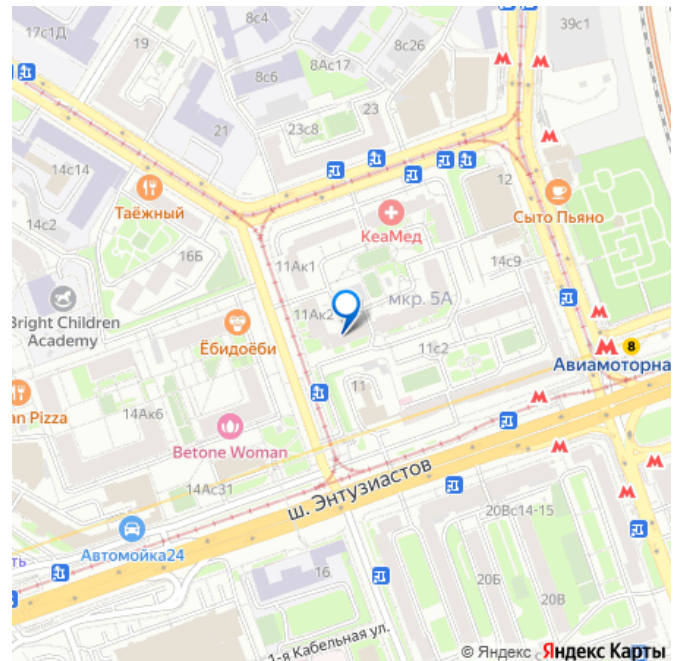 17с1Д
19
8с4
8с6
8Ас17
8с26
39с1
21
23с8
23
14с14
Таёжный
12
Сыто Пьяно
КеаМед
14с2
16Б
11Ак1
14с9
мкр. 5А
Bright Children
Academy
11Ак2
Ёбидоёби
11с2
8
Авиамоторна
an Pizza
14Ак6
11
Betone Woman
14Ас31
ш. Энтузиастов
20Вс14-15
Автомойка24
ть
16
20Б
20В
1-я Кабельная ул.
© Яндекс Яндекс Карты